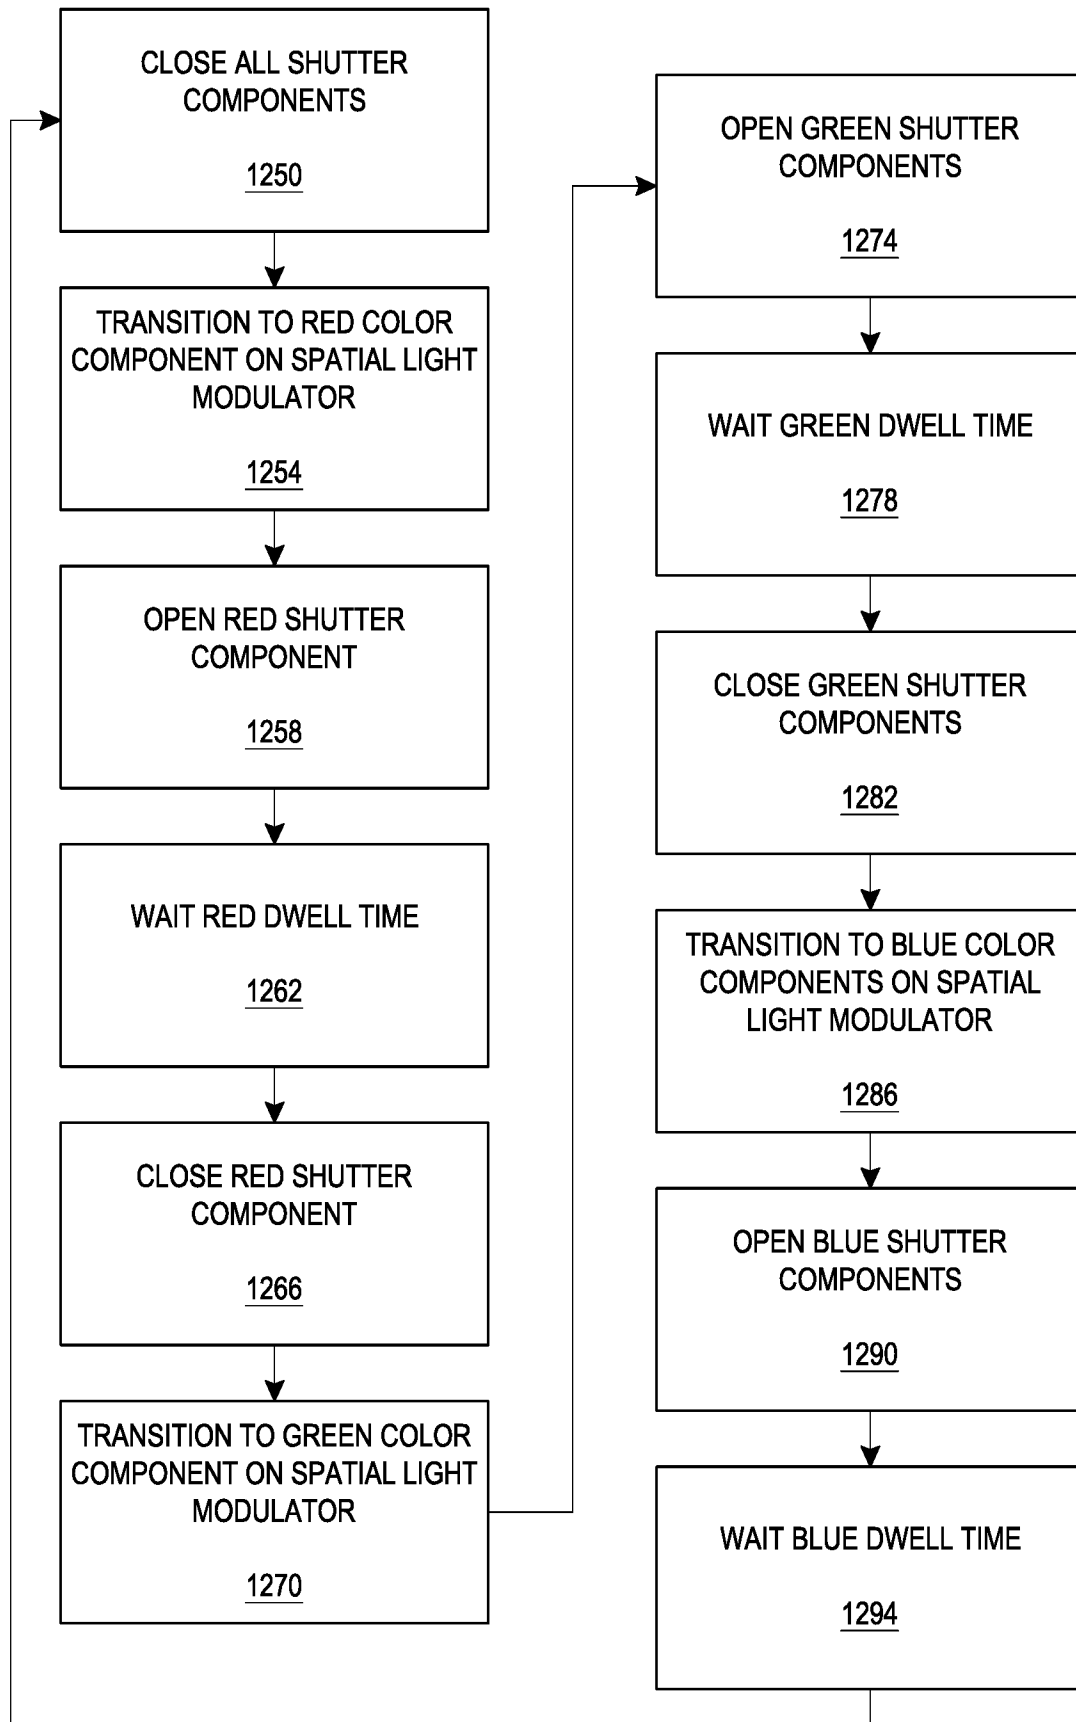 CLOSE ALL SHUTTER
COMPONENTS
1250
TRANSITION TO RED COLOR
COMPONENT ON SPATIAL LIGHT
MODULATOR
1254
OPEN RED SHUTTER
COMPONENT
1258
WAIT RED DWELL TIME
1262
CLOSE RED SHUTTER
COMPONENT
1266
TRANSITION TO GREEN COLOR
COMPONENT ON SPATIAL LIGHT
MODULATOR
1270
OPEN GREEN SHUTTER
COMPONENTS
1274
WAIT GREEN DWELL TIME
1278
CLOSE GREEN SHUTTER
COMPONENTS
1282
TRANSITION TO BLUE COLOR
COMPONENTS ON SPATIAL
LIGHT MODULATOR
1286
OPEN BLUE SHUTTER
COMPONENTS
1290
WAIT BLUE DWELL TIME
1294